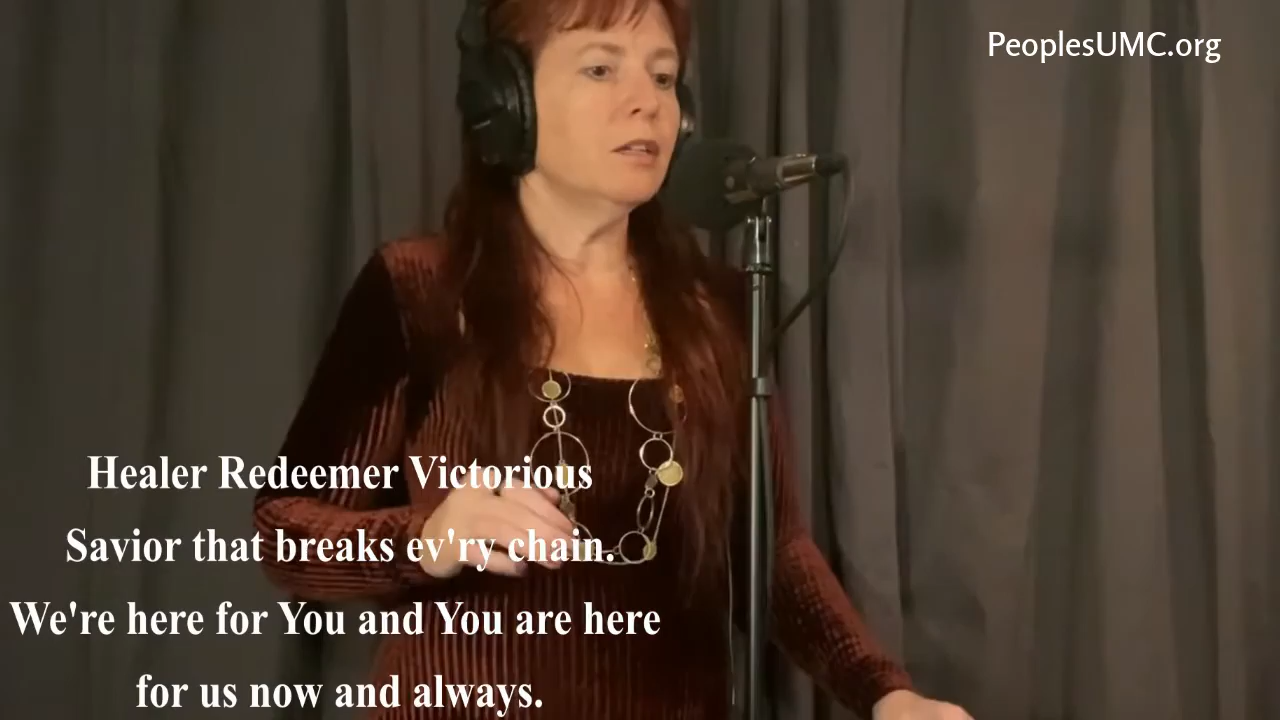 PeoplesUMC.org
Healer Redeemer Victorious
Savior that breaks ev'ry chain.
We're here for You and You are here
for us now and always.